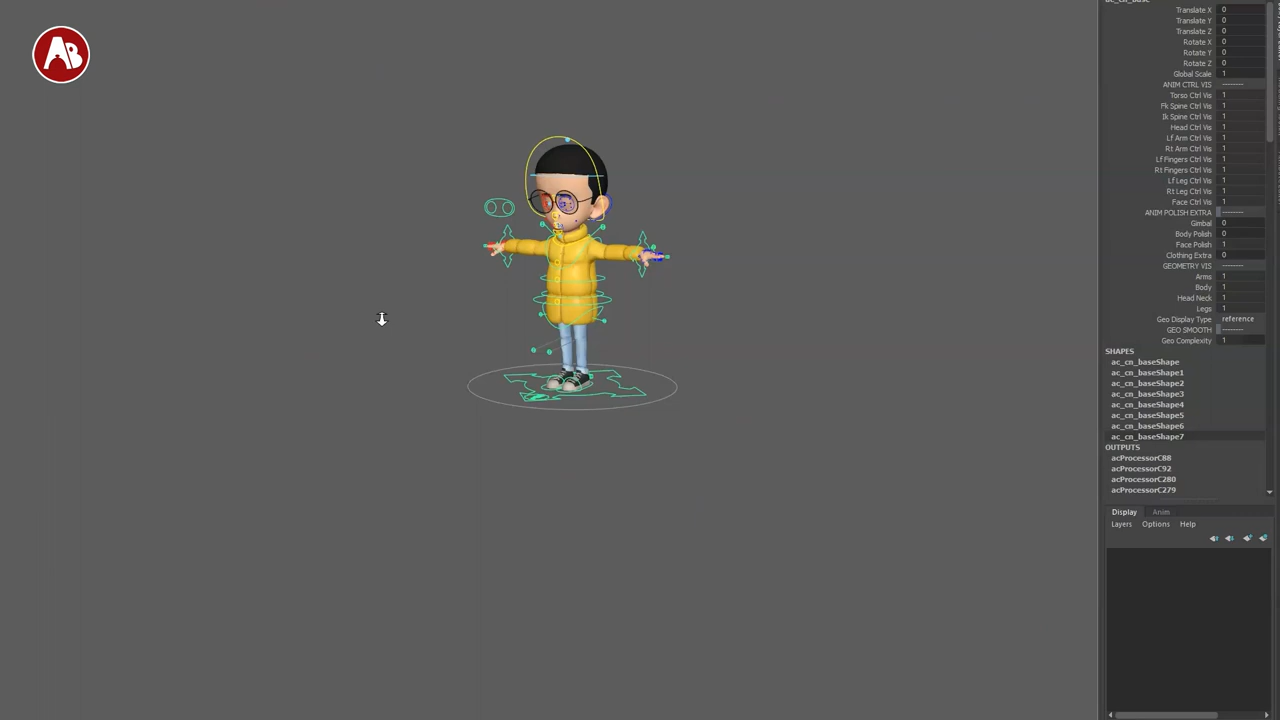 AB
ac_cn_base
Translate X 0
Translate Y 0
Translate Z 0
Rotate X 0
Rotate Y 0
Rotate Z 0
Global Scale 1
ANIM CTRL VIS --------
Torso Ctrl Vis 1
Fk Spine Ctrl Vis 1
Ik Spine Ctrl Vis 1
Head Ctrl Vis 1
Lf Arm Ctrl Vis 1
Rt Arm Ctrl Vis 1
Lf Fingers Ctrl Vis 1
Rt Fingers Ctrl Vis 1
Lf Leg Ctrl Vis 1
Rt Leg Ctrl Vis 1
Face Ctrl Vis 1
ANIM POLISH EXTRA --------
Gimbal 0
Body Polish 0
Face Polish 1
Clothing Extra 0
GEOMETRY VIS --------
Arms 1
Body 1
Head Neck 1
Legs 1
Geo Display Type reference
GEO SMOOTH --------
Geo Complexity 1
SHAPES
ac_cn_baseShape
ac_cn_baseShape1
ac_cn_baseShape2
ac_cn_baseShape3
ac_cn_baseShape4
ac_cn_baseShape5
ac_cn_baseShape6
ac_cn_baseShape7
OUTPUTS
acProcessorC88
acProcessorC92
acProcessorC280
acProcessorC279
Display Anim
Layers Options Help